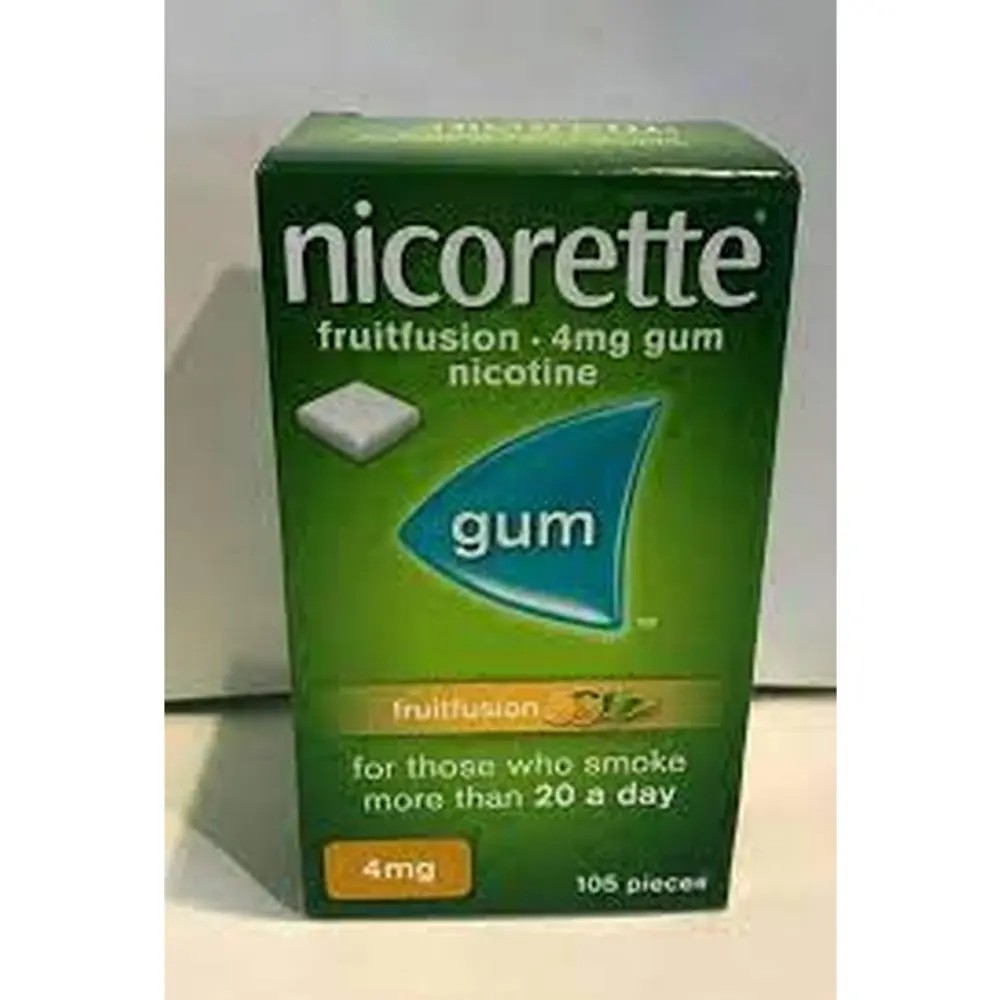 nicorette®
fruitfusion · 4mg gum
nicotine
gum
fruitfusion
for those who smoke
more than 20 a day
4mg
105 pieces